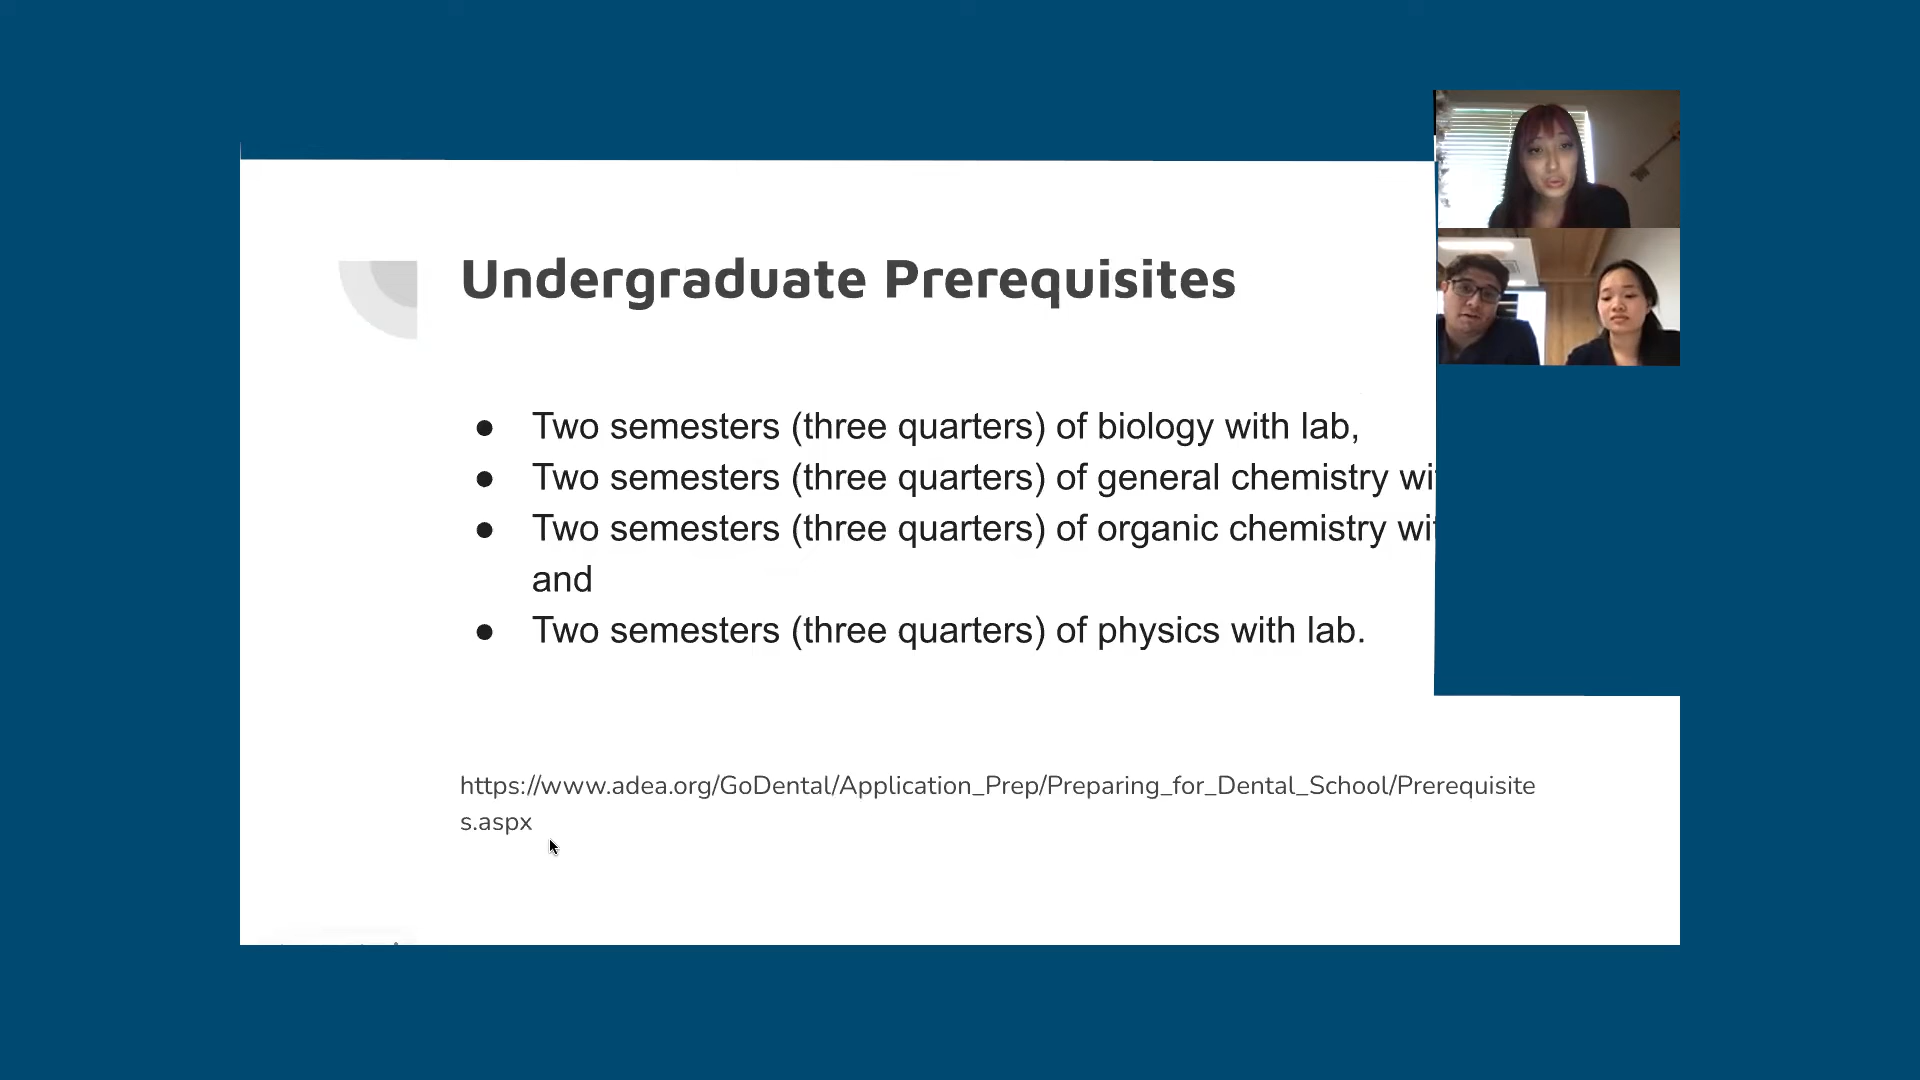 Undergraduate Prerequisites
● Two semesters (three quarters) of biology with lab,
● Two semesters (three quarters) of general chemistry
● Two semesters (three quarters) of organic chemistry
and
● Two semesters (three quarters) of physics with lab.
https://www.adea.org/GoDental/Application_Prep/Preparing_for_Dental_School/Prerequisite
s.aspx